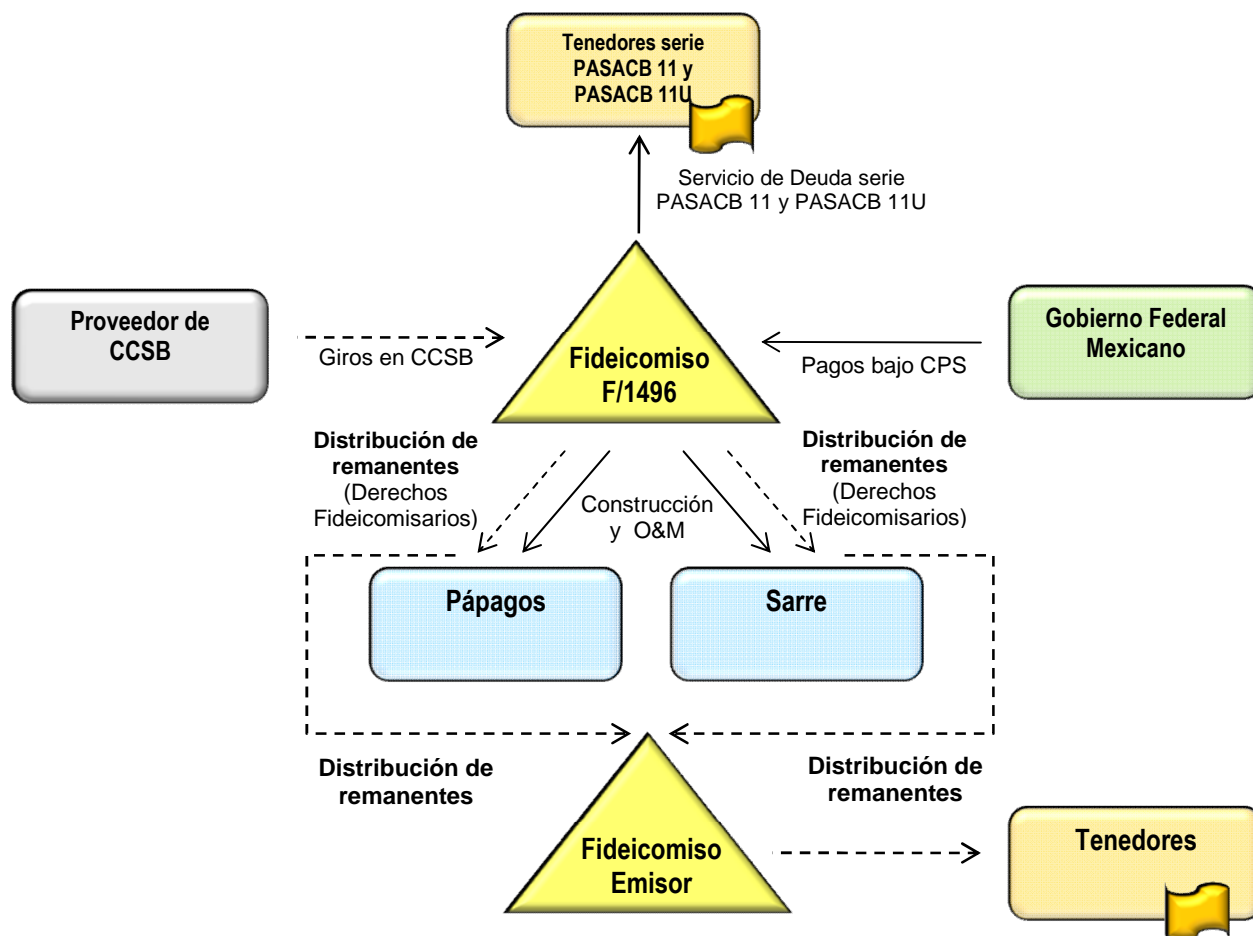 Tenedores serie
PASACB 11 y
PASACB 11U
Servicio de Deuda serie
PASACB 11 y PASACB 11U
Proveedor de
CCSB
Giros en CCSB
Fideicomiso
F/1496
Pagos bajo CPS
Gobierno Federal
Mexicano
Distribución de
remanentes
(Derechos
Fideicomisarios)
Construcción
y O&M
Distribución de
remanentes
(Derechos
Fideicomisarios)
Pápagos
Sarre
Distribución de
remanentes
Distribución de
remanentes
Fideicomiso
Emisor
Tenedores